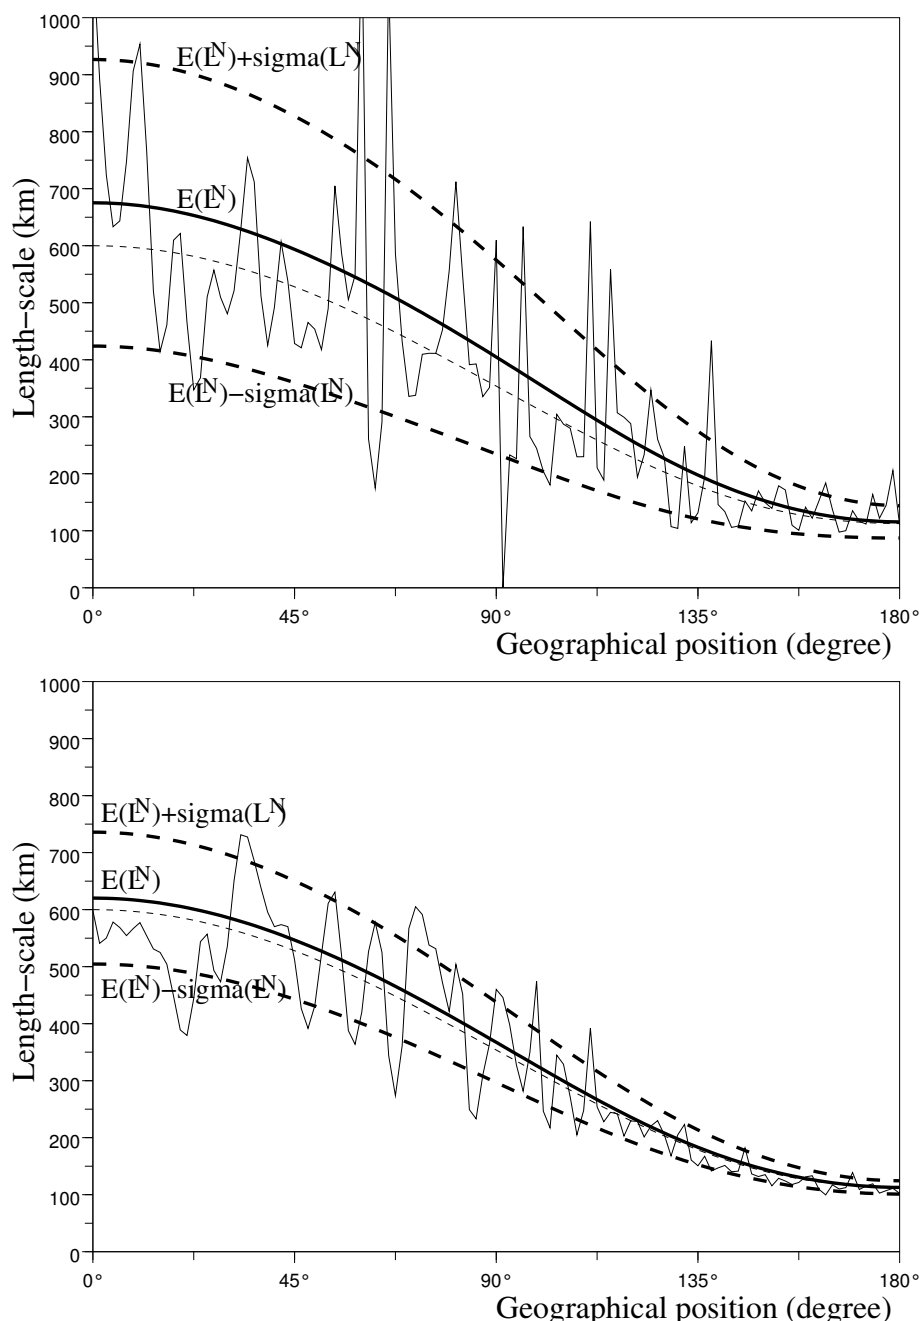 1000
900
800
700
600
500
400
300
200
100
0
Length−scale (km)
E(L^N)+sigma(L^N)
E(L^N)
E(L^N)−sigma(L^N)
0° 45° 90° 135° 180°
Geographical position (degree)
1000
900
800
700
600
500
400
300
200
100
0
Length−scale (km)
E(L^N)+sigma(L^N)
E(L^N)
E(L^N)−sigma(L^N)
0° 45° 90° 135° 180°
Geographical position (degree)